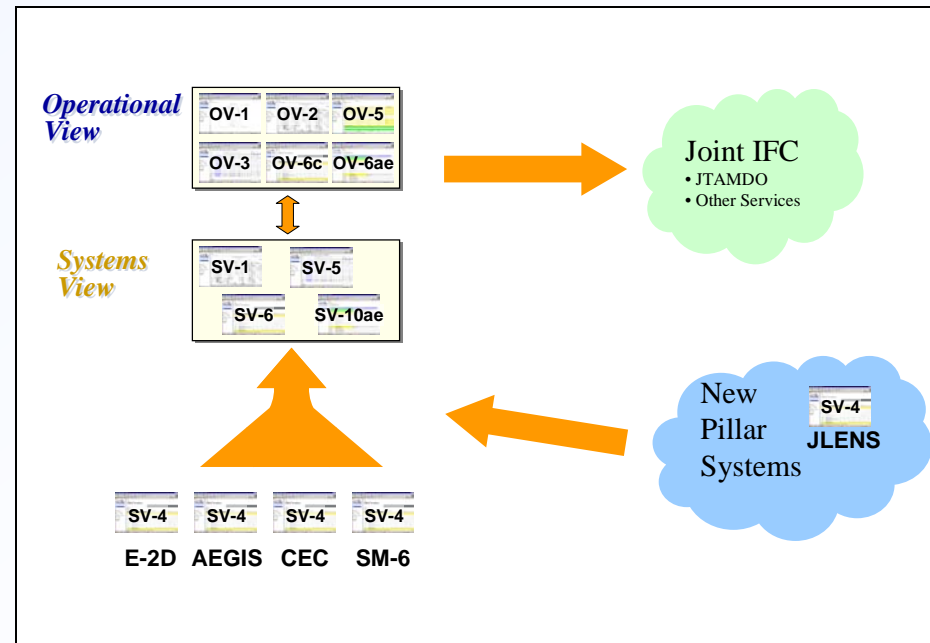 Operational
View
OV-1 OV-2 OV-5
OV-3 OV-6c OV-6ae
Joint IFC
• JTAMDO
• Other Services
Systems
View
SV-1 SV-5
SV-6 SV-10ae
New
Pillar
Systems
SV-4
JLENS
SV-4 SV-4 SV-4 SV-4
E-2D AEGIS CEC SM-6